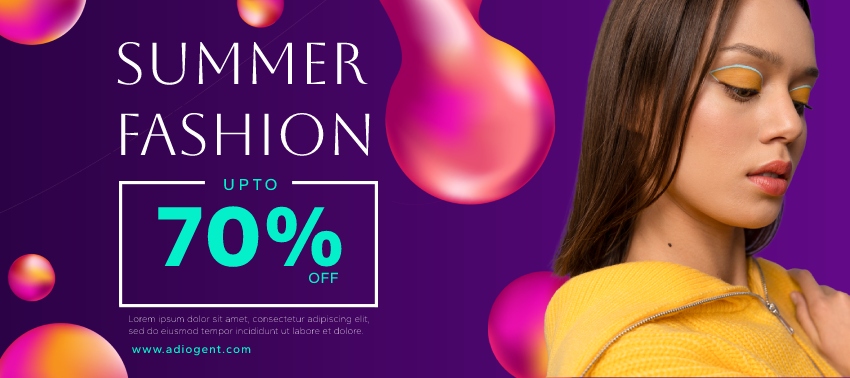 SUMMER
FASHION
UPTO
70%
OFF
Lorem ipsum dolor sit amet, consectetur adipiscing elit,
sed do eiusmod tempor incididunt ut labore et dolore.
www.adiogent.com